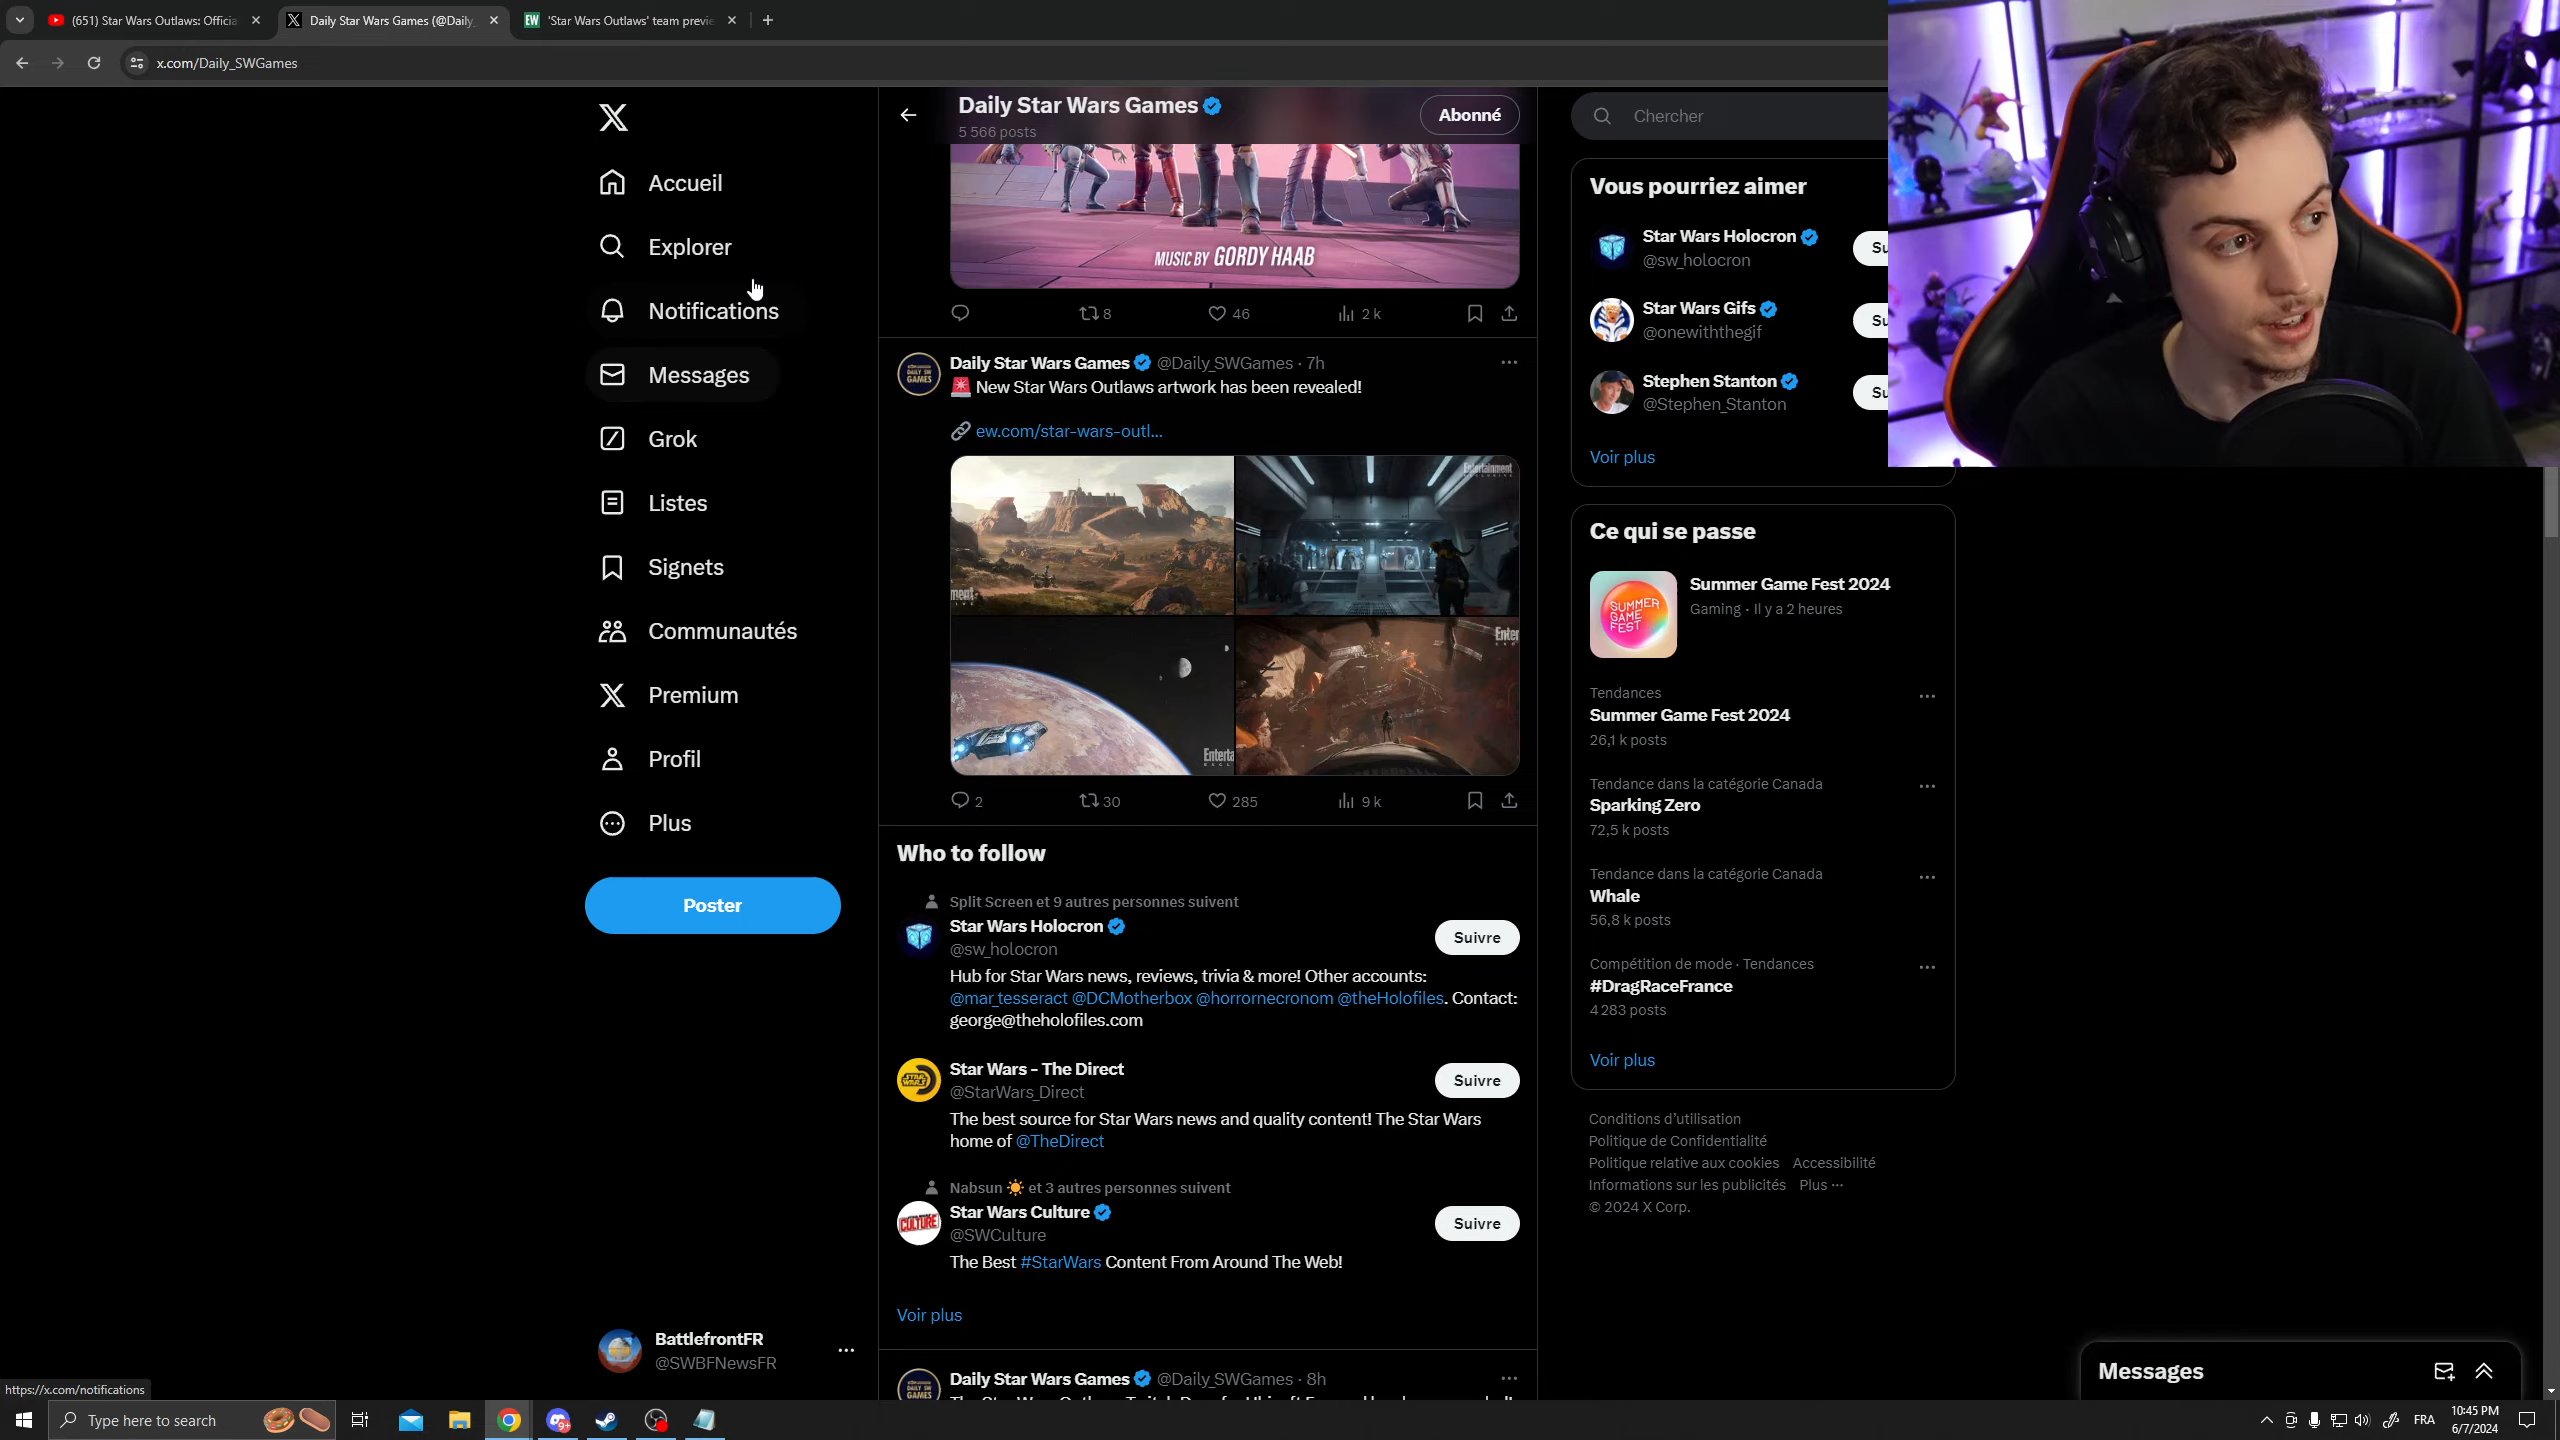 (651) Star Wars Outlaws: Officia
Daily Star Wars Games (@Daily_
EW 'Star Wars Outlaws' team previe
x.com/Daily_SWGames
Accueil
Explorer
Notifications
Messages
Grok
Listes
Signets
Communautés
Premium
Profil
Plus
Poster
BattlefrontFR
@SWBFNewsFR
Daily Star Wars Games
5 566 posts
Abonné
MUSIC BY GORDY HAAB
8 46 2 k
Daily Star Wars Games @Daily_SWGames · 7h
New Star Wars Outlaws artwork has been revealed!
ew.com/star-wars-outl...
Entertainment
2 30 285 9 k
Who to follow
Split Screen et 9 autres personnes suivent
Star Wars Holocron
@sw_holocron
Suivre
Hub for Star Wars news, reviews, trivia & more! Other accounts:
@mar_tesseract @DCMotherbox @horrornecronom @theHolofiles. Contact:
george@theholofiles.com
Star Wars - The Direct
@StarWars_Direct
Suivre
The best source for Star Wars news and quality content! The Star Wars
home of @TheDirect
Nabsun et 3 autres personnes suivent
Star Wars Culture
@SWCulture
Suivre
The Best #StarWars Content From Around The Web!
Voir plus
Daily Star Wars Games @Daily_SWGames · 8h
Chercher
Vous pourriez aimer
Star Wars Holocron
@sw_holocron
Su
Star Wars Gifs
@onewiththegif
Su
Stephen Stanton
@Stephen_Stanton
Su
Voir plus
Ce qui se passe
SUMMER
GAME
FEST
Summer Game Fest 2024
Gaming · Il y a 2 heures
Tendances
Summer Game Fest 2024
26,1 k posts
Tendance dans la catégorie Canada
Sparking Zero
72,5 k posts
Tendance dans la catégorie Canada
Whale
56,8 k posts
Compétition de mode · Tendances
#DragRaceFrance
4 283 posts
Voir plus
Conditions d'utilisation
Politique de Confidentialité
Politique relative aux cookies Accessibilité
Informations sur les publicités Plus ···
© 2024 X Corp.
Messages
https://x.com/notifications
Type here to search
9+
FRA
10:45 PM
6/7/2024